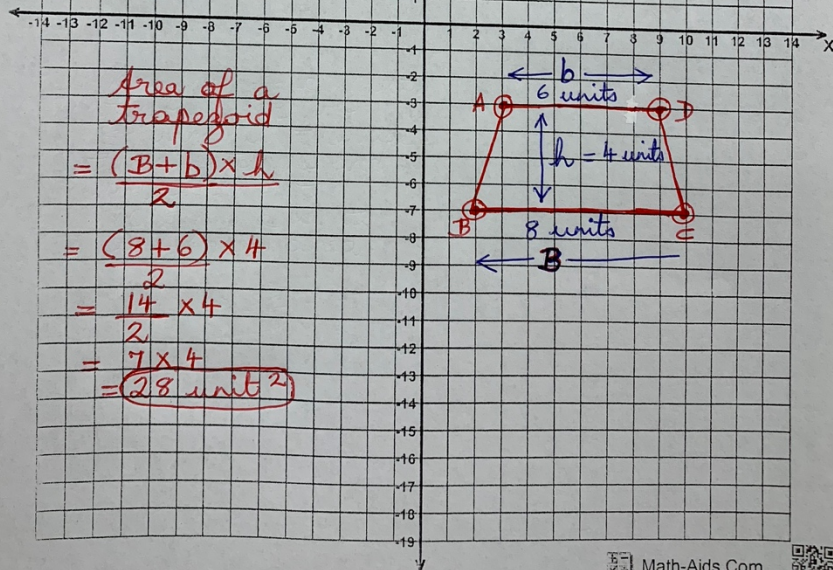 -14 -13 -12 -11 -10 -9 -8 -7 -6 -5 -4 -3 -2 -1 1 2 3 4 5 6 7 8 9 10 11 12 13 14 X
Area of a
trapezoid
= (B+b) × h
2
= (8+6) × 4
2
= 14 × 4
2
= 7 × 4
= 28 unit²
-1
-2
-3
-4
-5
-6
-7
-8
-9
-10
-11
-12
-13
-14
-15
-16
-17
-18
-19
b
6 units
A
D
h = 4 units
B
C
8 units
B
Math-Aids.Com